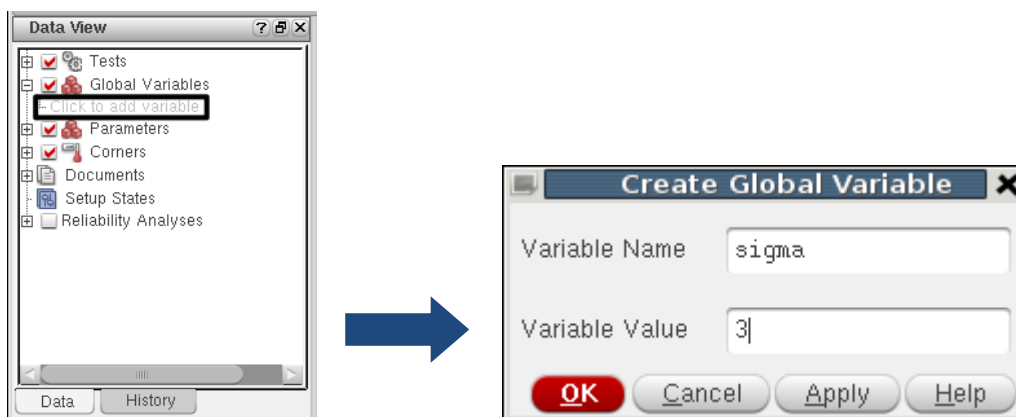 Data View
Tests
Global Variables
Click to add variable
Parameters
Corners
Documents
Setup States
Reliability Analyses
Data History
Create Global Variable
Variable Name sigma
Variable Value 3
OK Cancel Apply Help